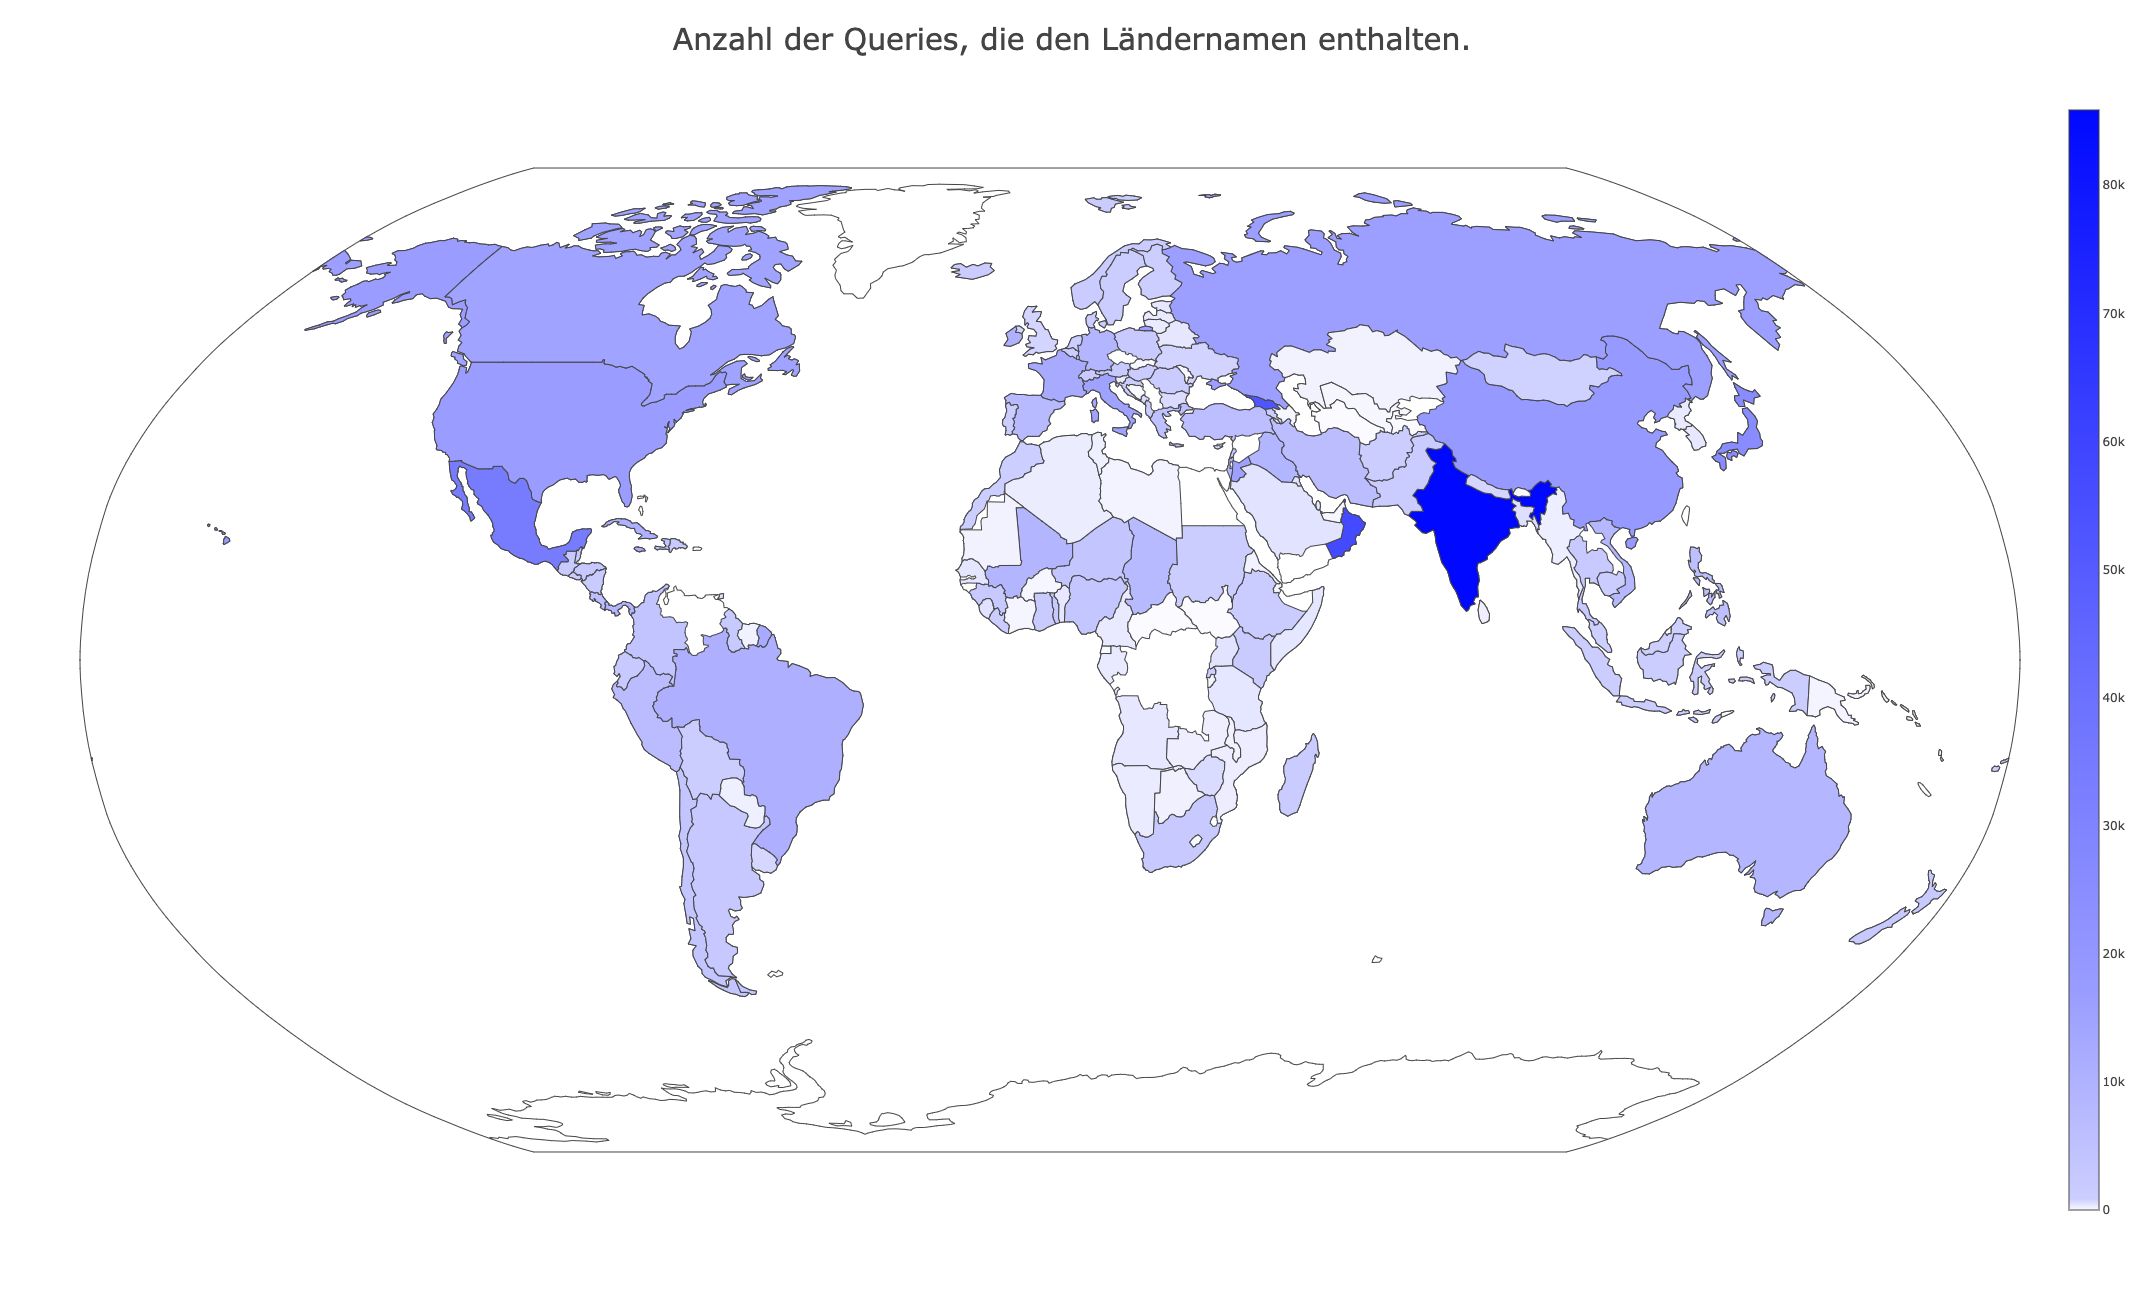 Anzahl der Queries, die den Ländernamen enthalten.
80k
70k
60k
50k
40k
30k
20k
10k
0